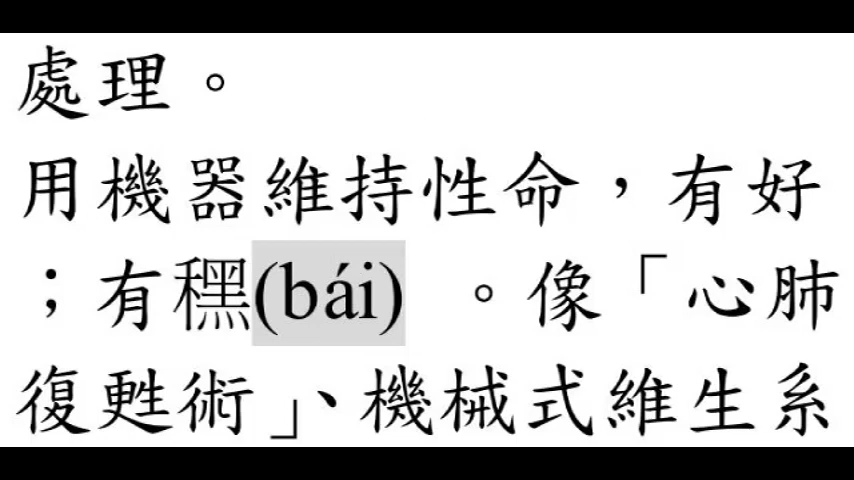 處理。
用機器維持性命，有好
；有䆀(bái) 。像「心肺
復甦術」、機械式維生系